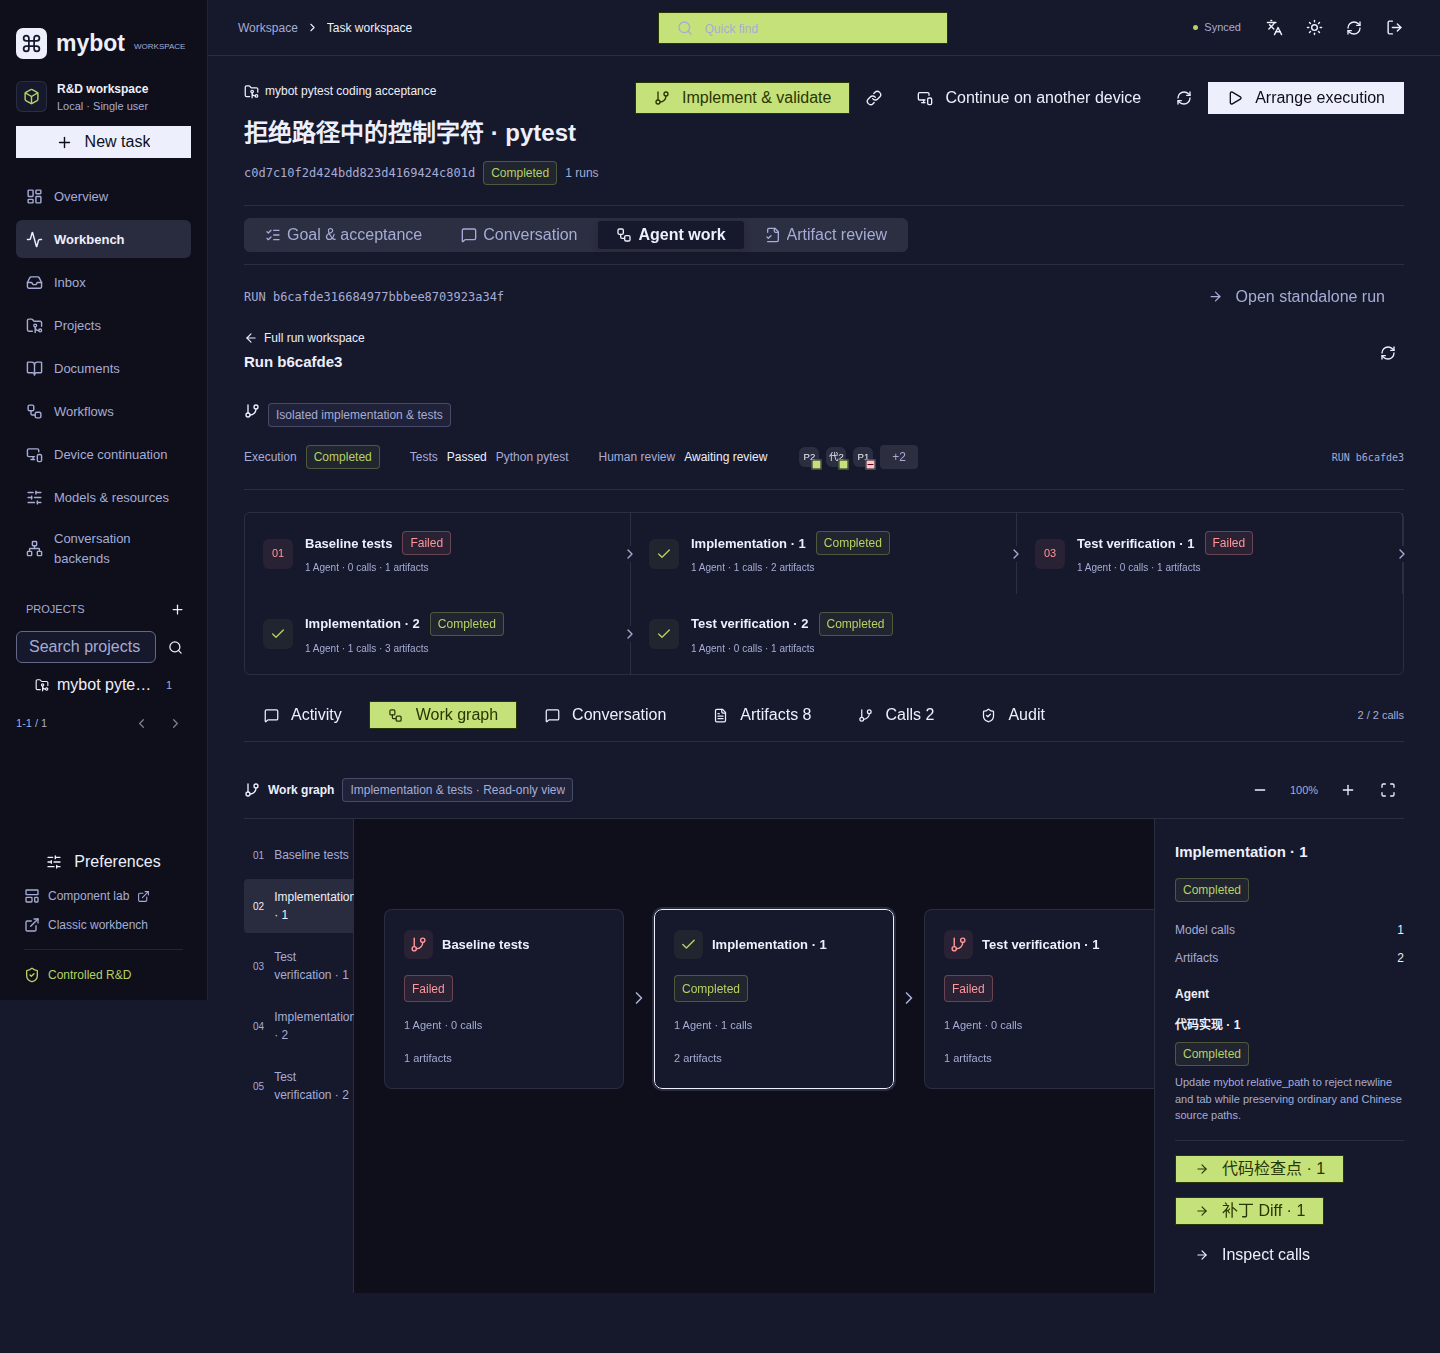 mybot WORKSPACE
R&D workspace
Local · Single user
New task
Overview
Workbench
Inbox
Projects
Documents
Workflows
Device continuation
Models & resources
Conversation
backends
PROJECTS
Search projects
mybot pyte… 1
1-1 / 1
Preferences
Component lab
Classic workbench
Controlled R&D
Workspace Task workspace
Quick find
Synced
mybot pytest coding acceptance
Implement & validate
Continue on another device
Arrange execution
拒绝路径中的控制字符 · pytest
c0d7c10f2d424bdd823d4169424c801d Completed 1 runs
Goal & acceptance
Conversation
Agent work
Artifact review
RUN b6cafde316684977bbbee8703923a34f
Open standalone run
Full run workspace
Run b6cafde3
Isolated implementation & tests
Execution Completed Tests Passed Python pytest Human review Awaiting review P2 代2 P1 +2 RUN b6cafde3
01 Baseline tests Failed
1 Agent · 0 calls · 1 artifacts
Implementation · 1 Completed
1 Agent · 1 calls · 2 artifacts
03 Test verification · 1 Failed
1 Agent · 0 calls · 1 artifacts
Implementation · 2 Completed
1 Agent · 1 calls · 3 artifacts
Test verification · 2 Completed
1 Agent · 0 calls · 1 artifacts
Activity
Work graph
Conversation
Artifacts 8
Calls 2
Audit
2 / 2 calls
Work graph Implementation & tests · Read-only view
100%
01 Baseline tests
02 Implementation
· 1
03 Test
verification · 1
04 Implementation
· 2
05 Test
verification · 2
Baseline tests
Failed
1 Agent · 0 calls
1 artifacts
Implementation · 1
Completed
1 Agent · 1 calls
2 artifacts
Test verification · 1
Failed
1 Agent · 0 calls
1 artifacts
Implementation · 1
Completed
Model calls 1
Artifacts 2
Agent
代码实现 · 1
Completed
Update mybot relative_path to reject newline
and tab while preserving ordinary and Chinese
source paths.
代码检查点 · 1
补丁 Diff · 1
Inspect calls